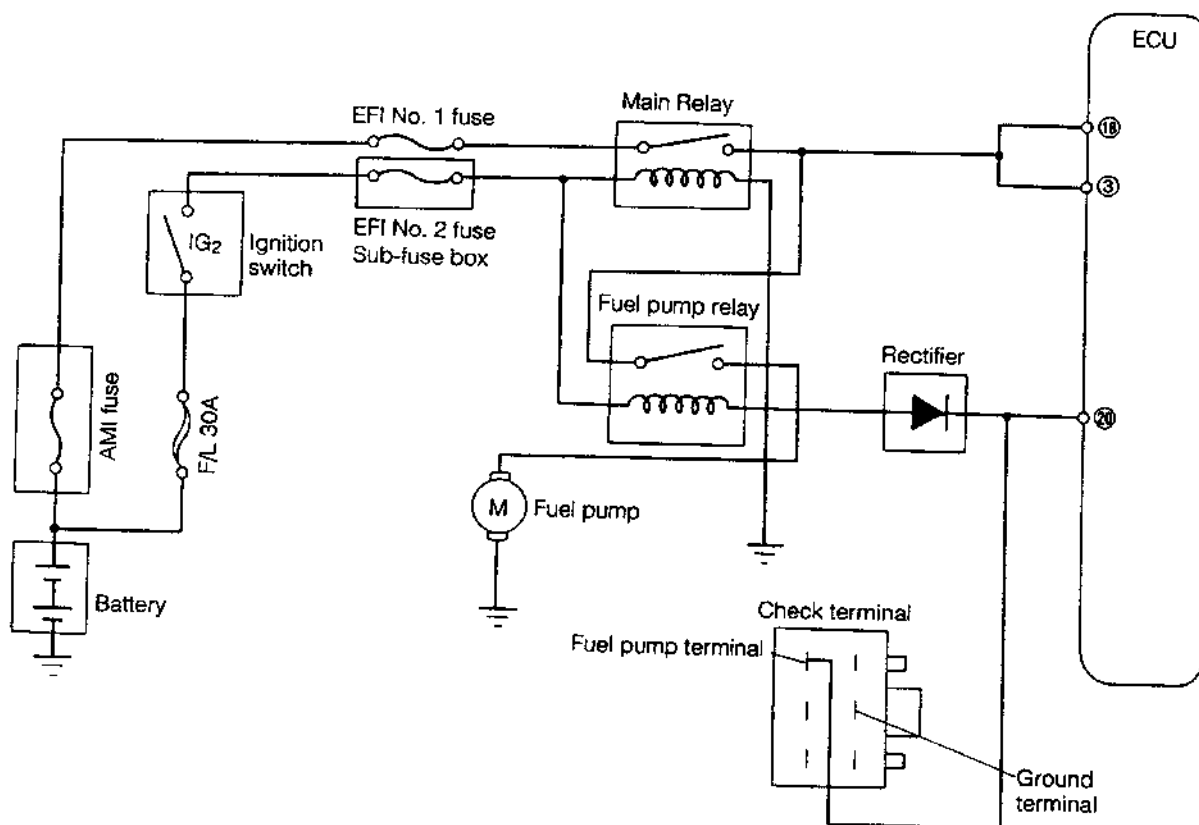 ECU
Main Relay
EFI No. 1 fuse
18
3
IG2
Ignition
switch
EFI No. 2 fuse
Sub-fuse box
Fuel pump relay
Rectifier
AMI fuse
F/L 30A
20
M
Fuel pump
Battery
Check terminal
Fuel pump terminal
Ground
terminal